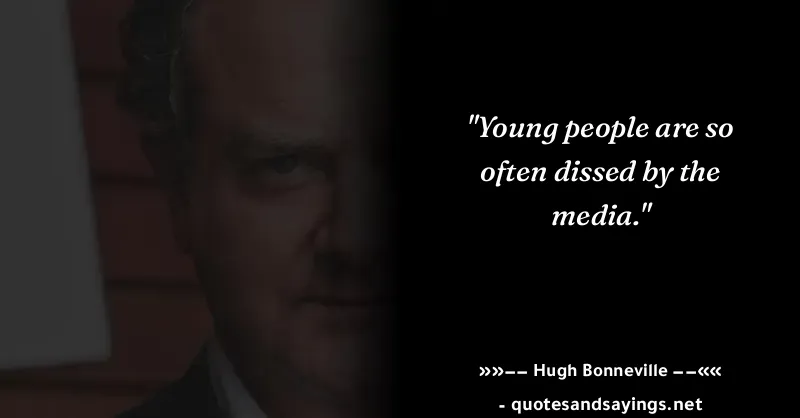 "Young people are so
often dissed by the
media."
»»−− Hugh Bonneville −−««
- quotesandsayings.net